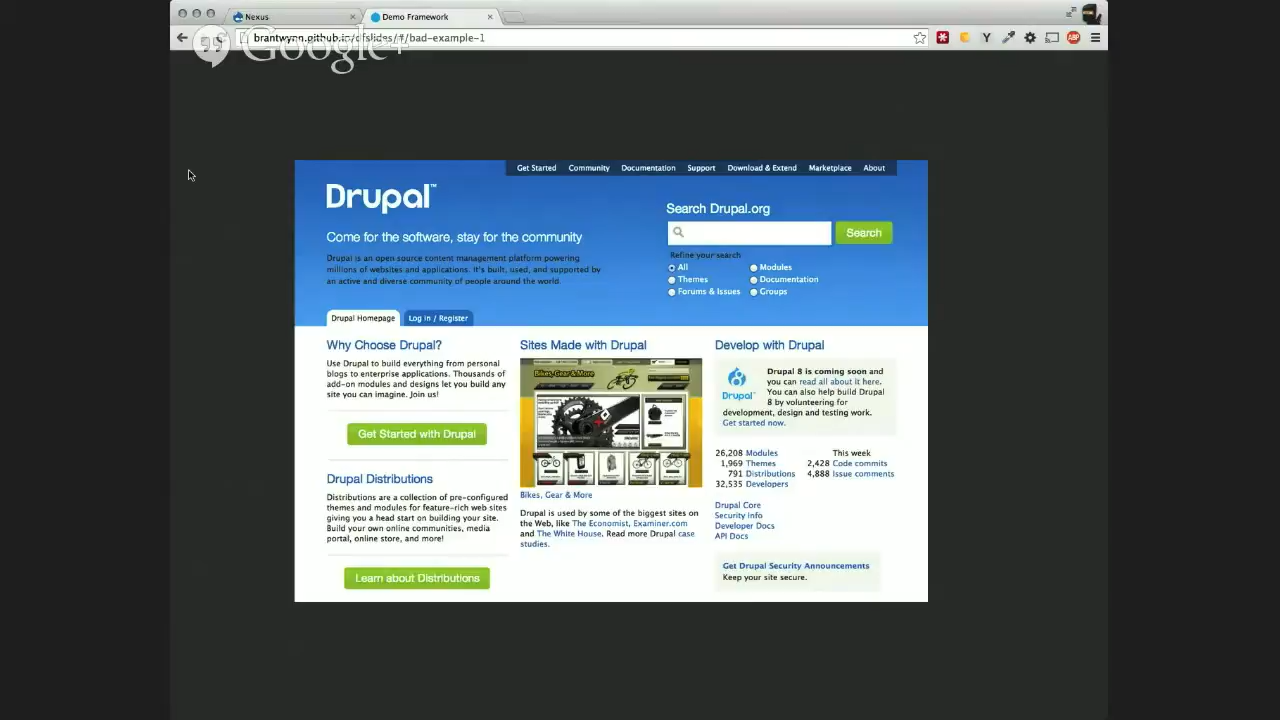 Nexus
Demo Framework
brantwynn.github.io/dfslides/#/bad-example-1
Google+
ABP
Get Started Community Documentation Support Download & Extend Marketplace About
Drupal™
Come for the software, stay for the community
Drupal is an open source content management platform powering
millions of websites and applications. It's built, used, and supported by
an active and diverse community of people around the world.
Search Drupal.org
Search
Refine your search
All Modules
Themes Documentation
Forums & Issues Groups
Drupal Homepage Log in / Register
Why Choose Drupal?
Use Drupal to build everything from personal
blogs to enterprise applications. Thousands of
add-on modules and designs let you build any
site you can imagine. Join us!
Get Started with Drupal
Drupal Distributions
Distributions are a collection of pre-configured
themes and modules for feature-rich web sites
giving you a head start on building your site.
Build your own online communities, media
portal, online store, and more!
Learn about Distributions
Sites Made with Drupal
Bikes, Gear & More
Bikes, Gear & More
Drupal is used by some of the biggest sites on
the Web, like The Economist, Examiner.com
and The White House. Read more Drupal case
studies.
Develop with Drupal
Drupal™
Drupal 8 is coming soon and
you can read all about it here.
You can also help build Drupal
8 by volunteering for
development, design and testing work.
Get started now.
26,208 Modules
1,969 Themes
791 Distributions
32,535 Developers
This week
2,428 Code commits
4,888 Issue comments
Drupal Core
Security Info
Developer Docs
API Docs
Get Drupal Security Announcements
Keep your site secure.